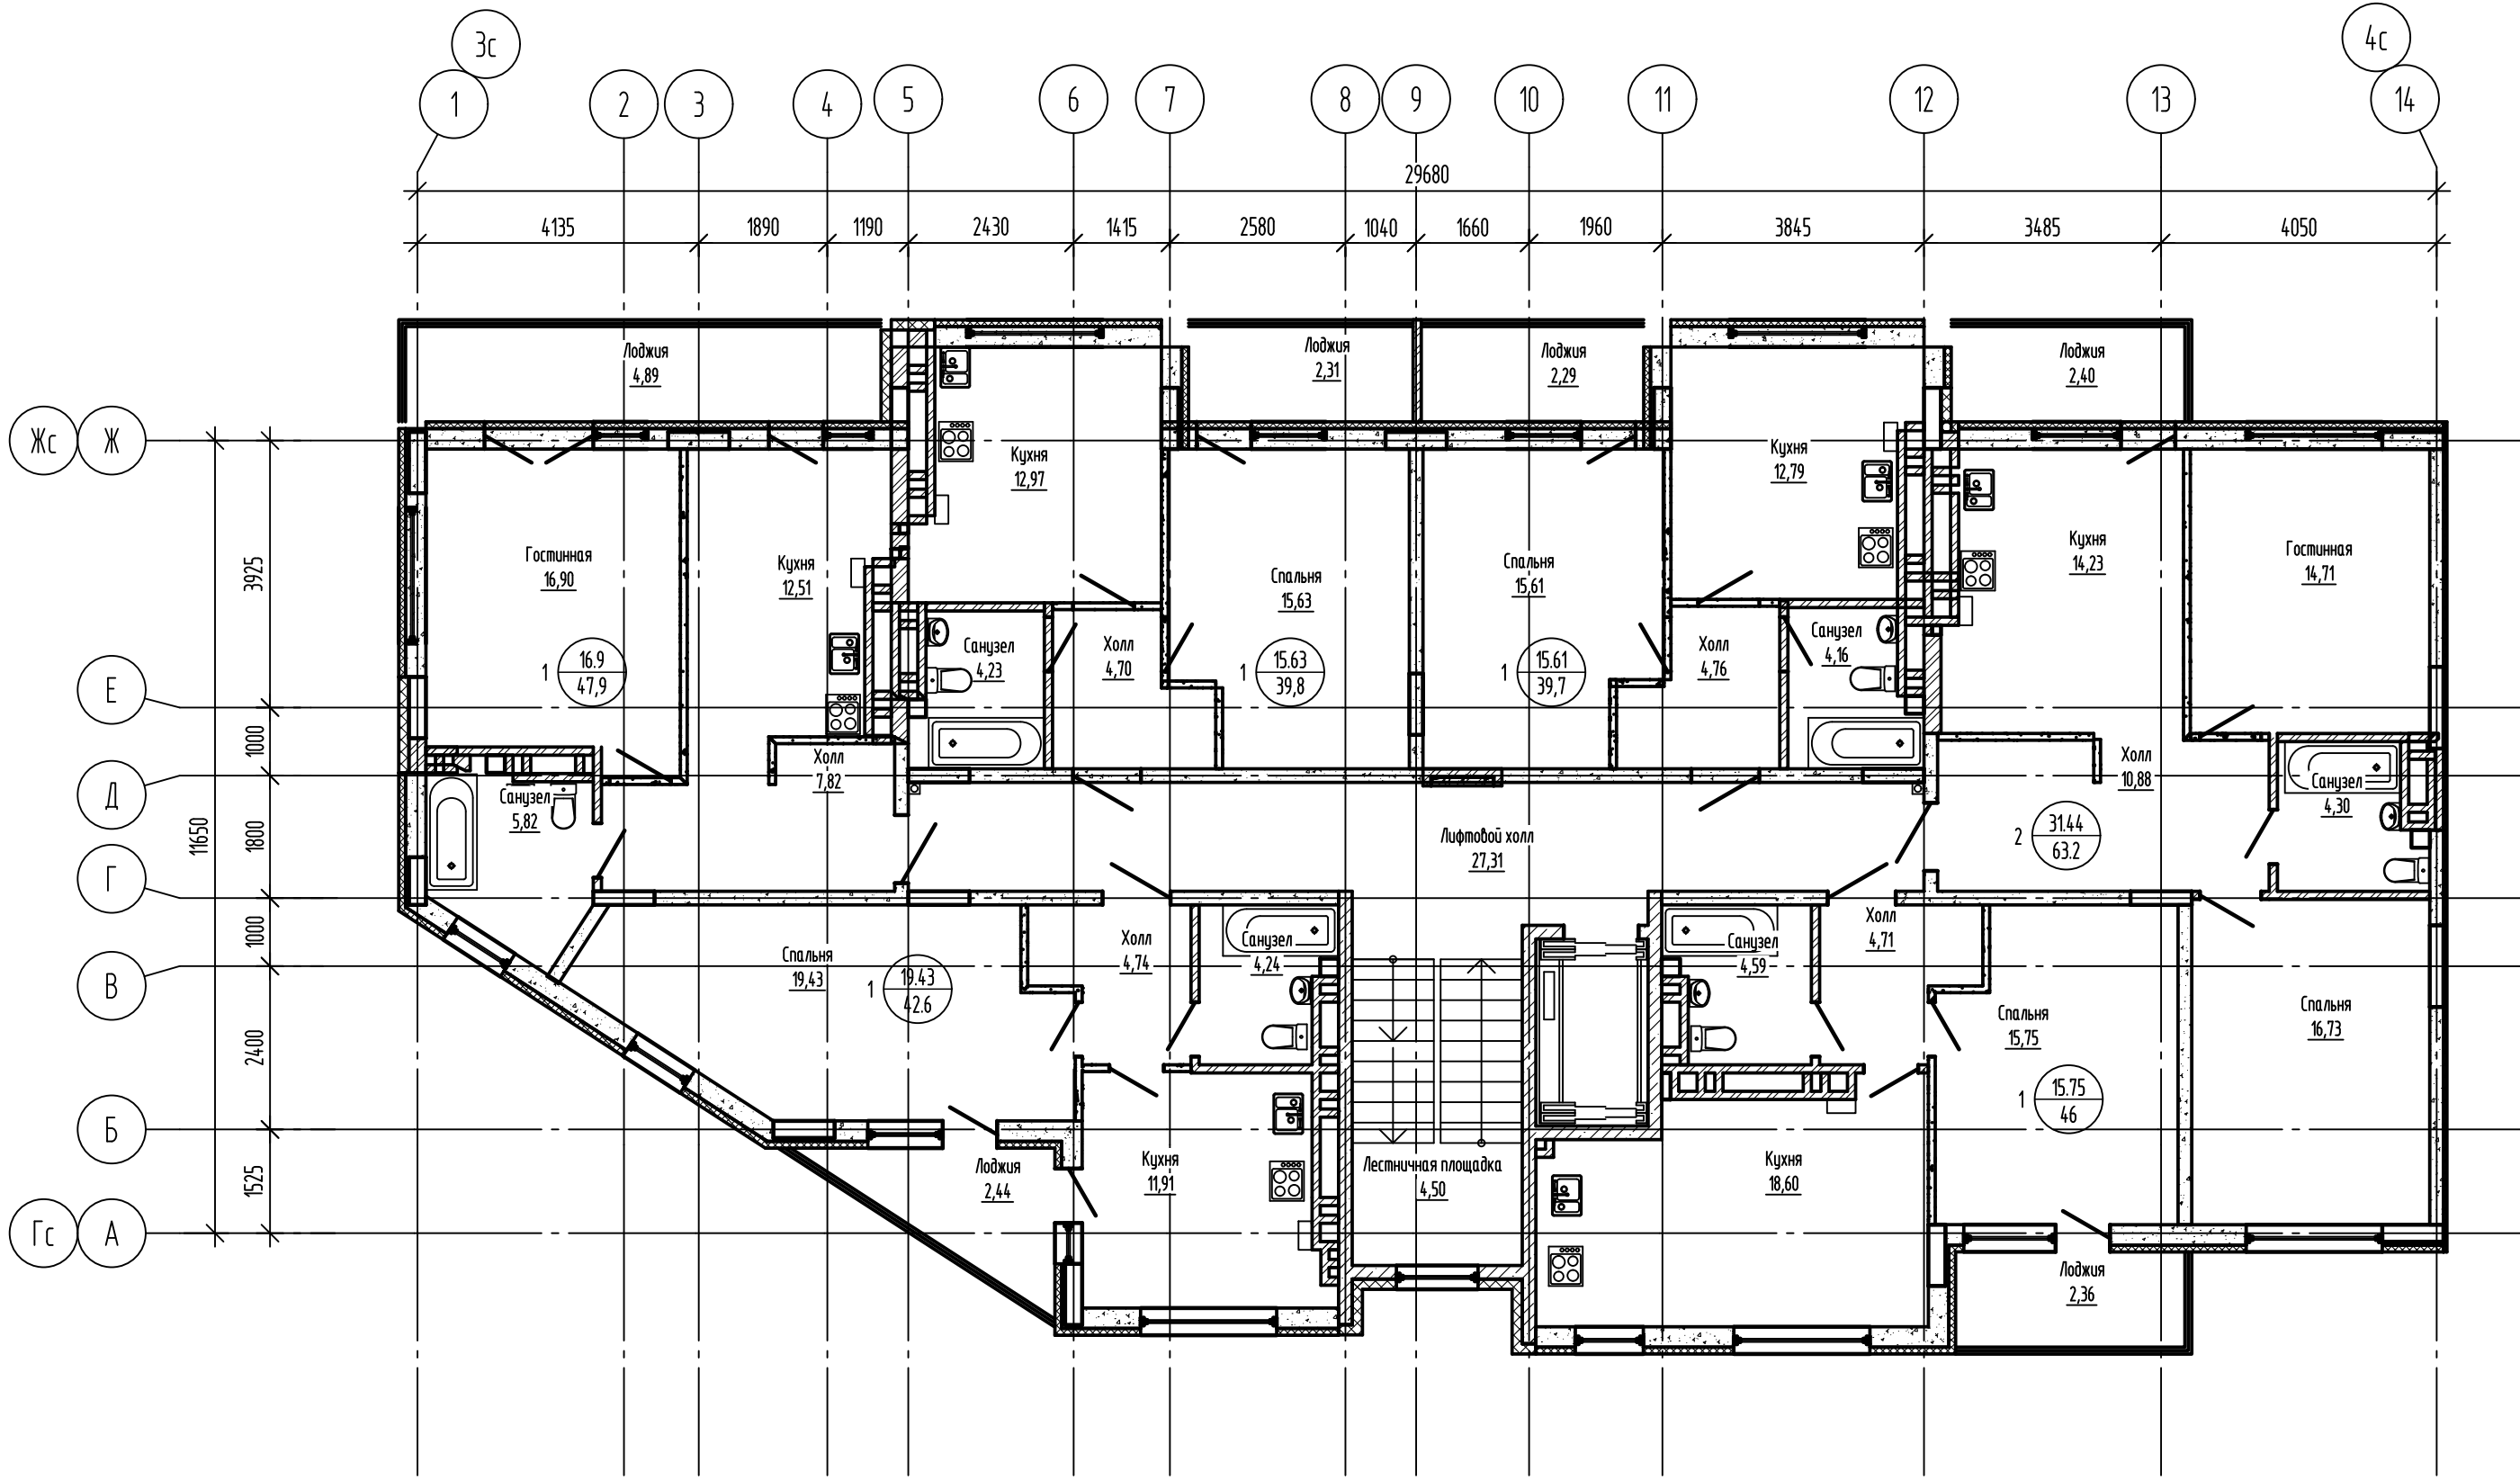 3с
4с
1
2
3
4
5
6
7
8
9
10
11
12
13
14
29680
4135
1890
1190
2430
1415
2580
1040
1660
1960
3845
3485
4050
Лоджия
4,89
Лоджия
2,31
Лоджия
2,29
Лоджия
2,40
Жс
Ж
Кухня
12,97
Кухня
12,79
3925
Гостинная
16,90
Кухня
12,51
Спальня
15,63
Спальня
15,61
Кухня
14,23
Гостинная
14,71
Санузел
4,23
Холл
4,70
Холл
4,76
Санузел
4,16
1
16.9
47,9
1
15.63
39,8
1
15.61
39,7
Е
1000
Холл
7,82
Холл
10,88
Д
Санузел
5,82
Санузел
4,30
11650
1800
Лифтовой холл
27,31
2
31.44
63.2
Г
1000
Холл
4,71
Спальня
19,43
Холл
4,74
Санузел
4,24
Санузел
4,59
В
1
19.43
42.6
Спальня
15,75
Спальня
16,73
2400
1
15.75
46
Б
1525
Лоджия
2,44
Кухня
11,91
Лестничная площадка
4,50
Кухня
18,60
Гс
А
Лоджия
2,36